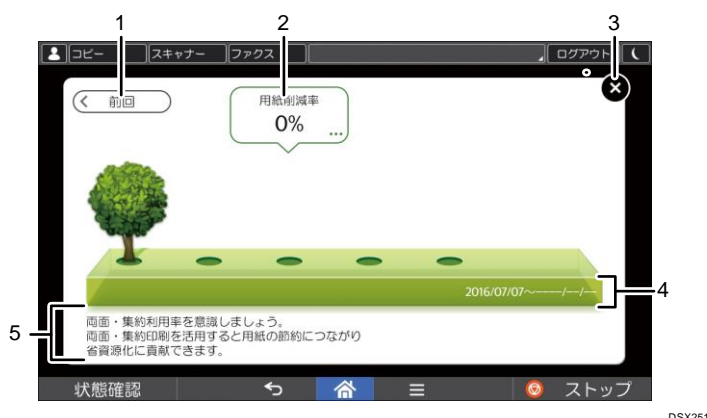 1
2
3
コピー
スキャナー
ファクス
ログアウト
前回
用紙削減率
0%
...
2016/07/07～----/--/--
4
5
両面・集約利用率を意識しましょう。
両面・集約印刷を活用すると用紙の節約につながり
省資源化に貢献できます。
状態確認
ストップ
DSX251